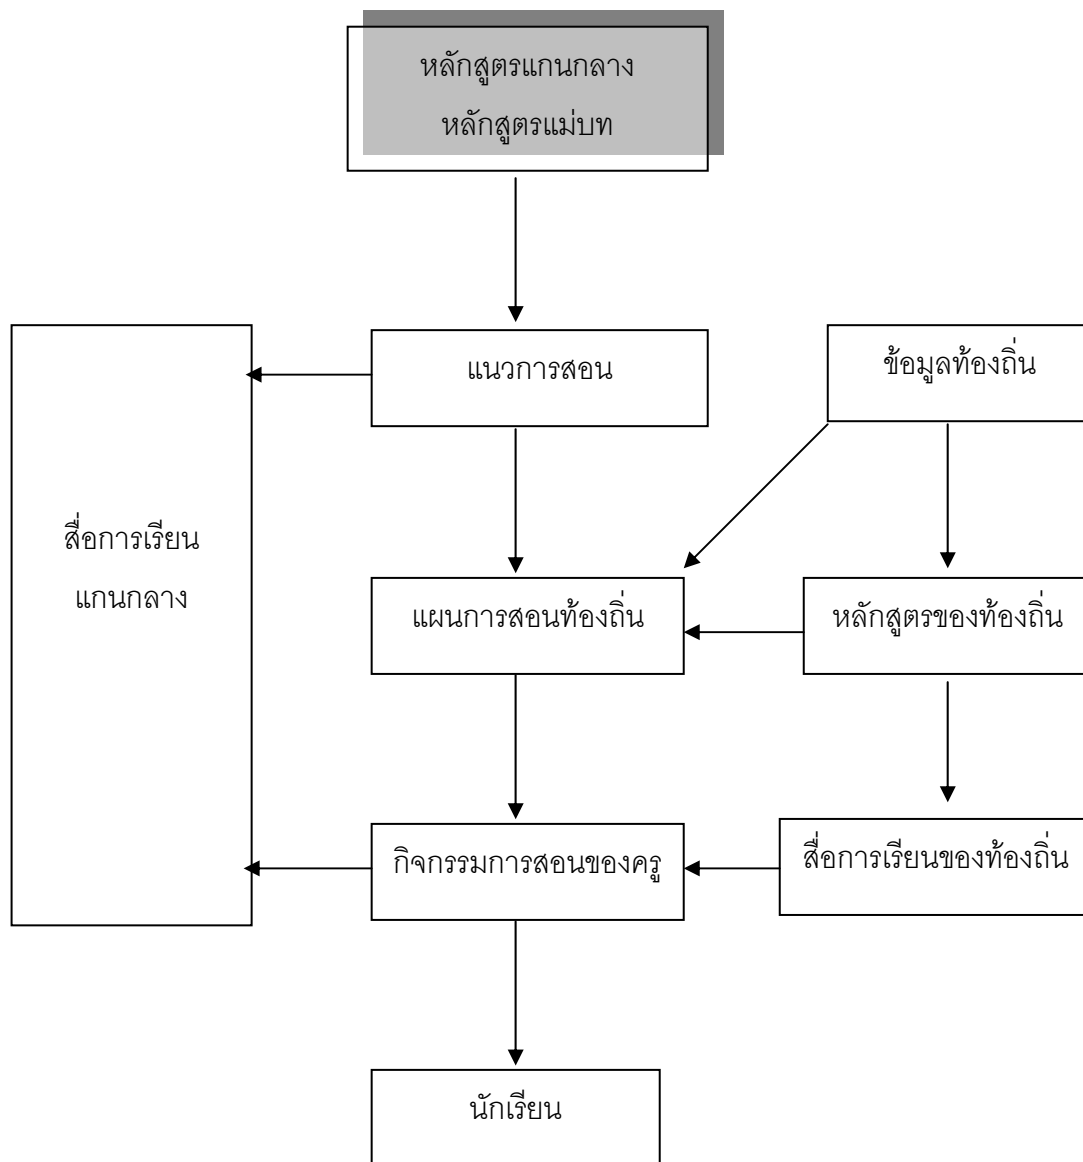 หลักสูตรแกนกลาง
หลักสูตรแม่บท
แนวการสอน
ข้อมูลท้องถิ่น
สื่อการเรียน
แกนกลาง
แผนการสอนท้องถิ่น
หลักสูตรของท้องถิ่น
กิจกรรมการสอนของครู
สื่อการเรียนของท้องถิ่น
นักเรียน